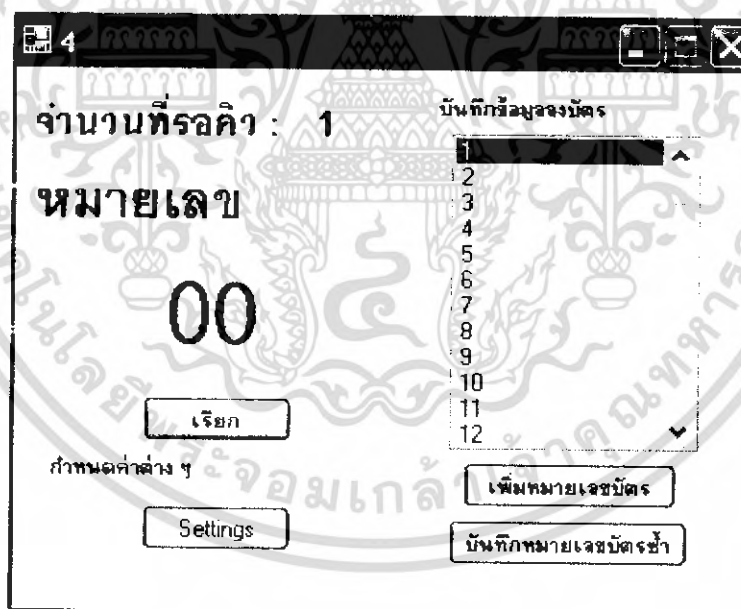 4
จำนวนที่รอคิว : 1
หมายเลข
00
เรียก
กำหนดค่าต่าง ๆ
Settings
บันทึกข้อมูลลงบัตร
1
2
3
4
5
6
7
8
9
10
11
12
เพิ่มหมายเลขบัตร
บันทึกหมายเลขบัตรซ้ำ